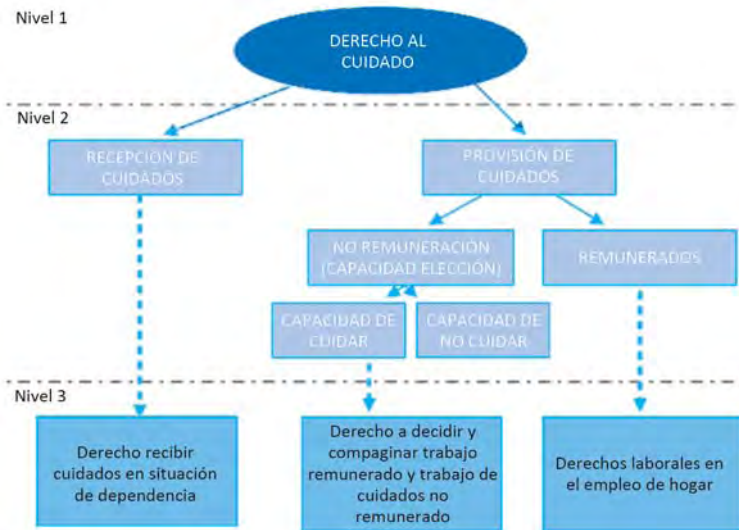 Nivel 1
DERECHO AL
CUIDADO
Nivel 2
RECEPCIÓN DE
CUIDADOS
PROVISIÓN DE
CUIDADOS
NO REMUNERACIÓN
(CAPACIDAD ELECCIÓN)
REMUNERADOS
CAPACIDAD DE
CUIDAR
CAPACIDAD DE
NO CUIDAR
Nivel 3
Derecho recibir
cuidados en situación
de dependencia
Derecho a decidir y
compaginar trabajo
remunerado y trabajo de
cuidados no
remunerado
Derechos laborales en
el empleo de hogar